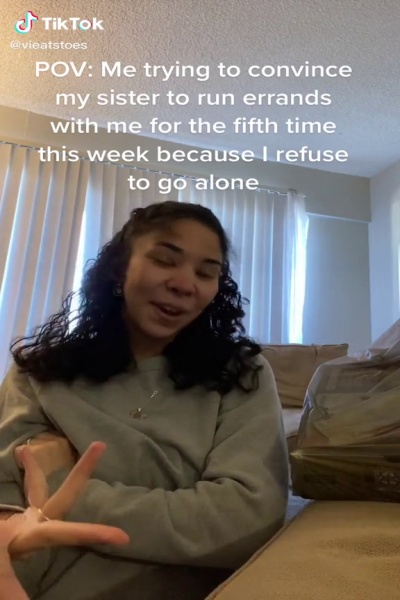 TikTok
@vieatstoes
POV: Me trying to convince
my sister to run errands
with me for the fifth time
this week because I refuse
to go alone